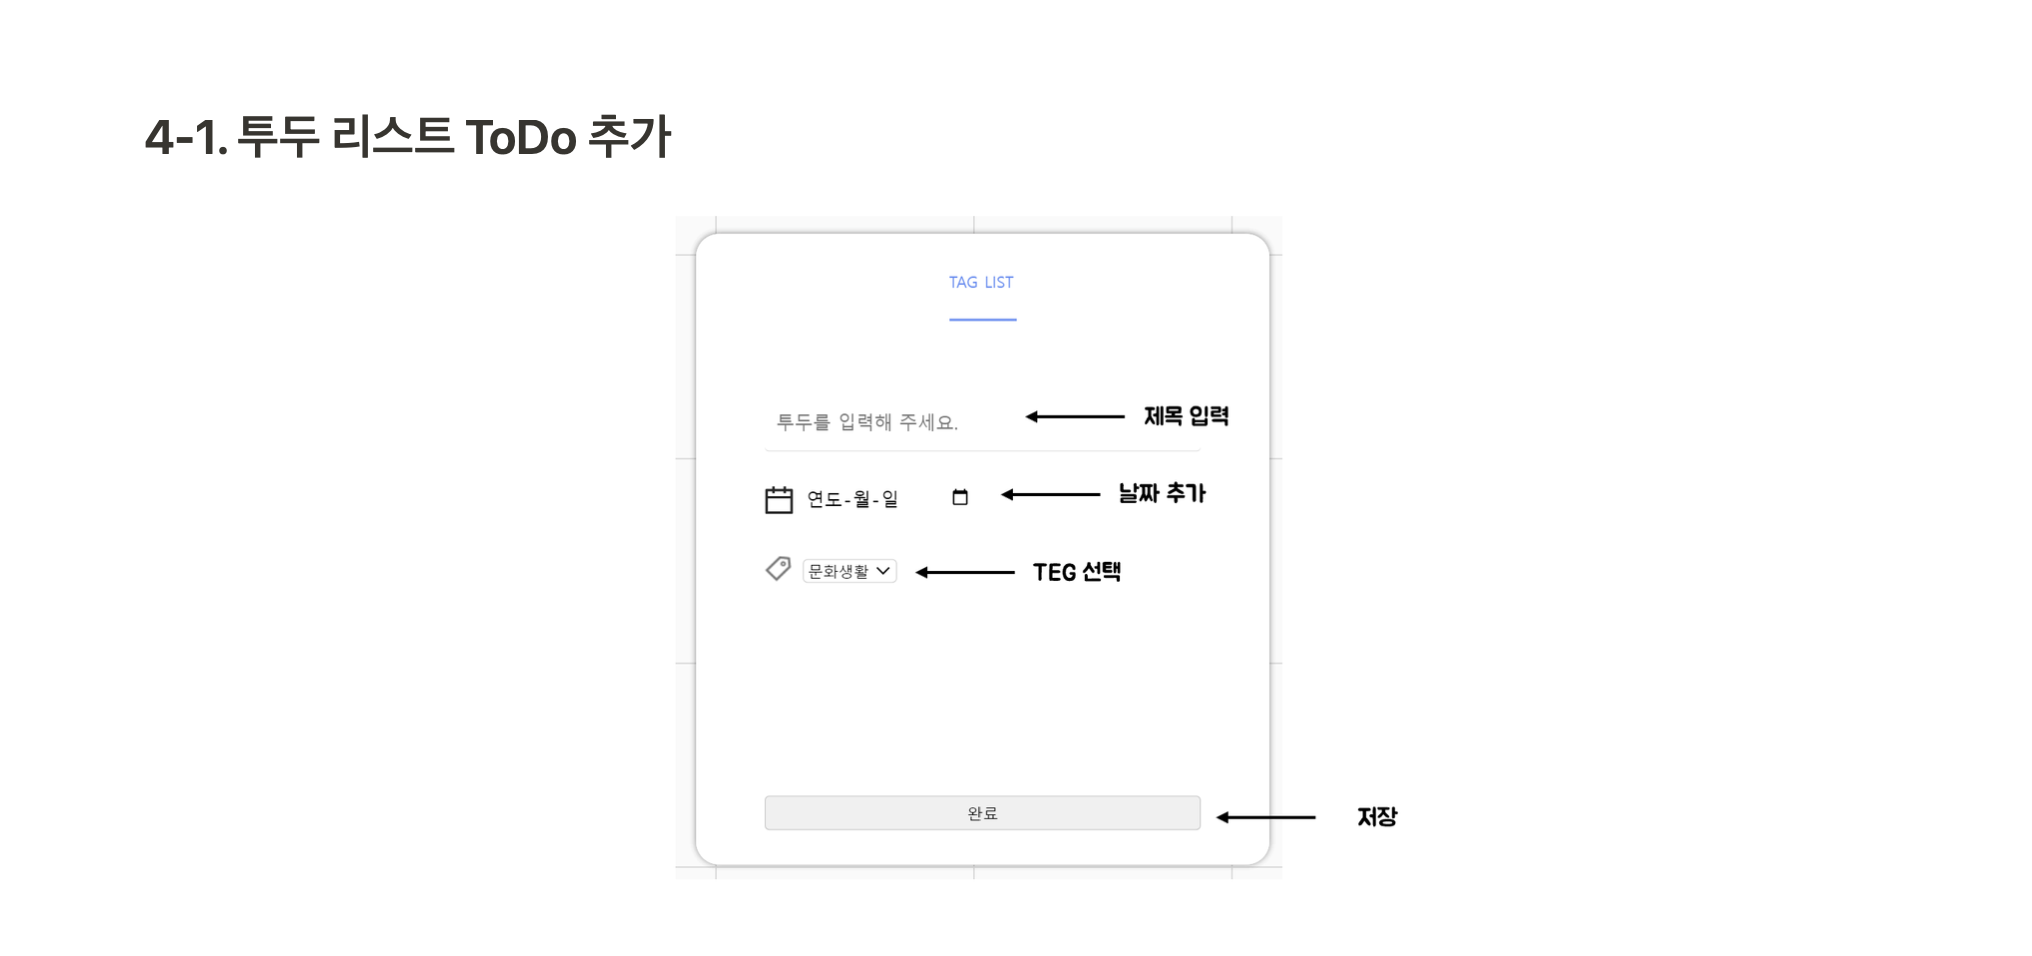 4-1. 투두 리스트 ToDo 추가
TAG LIST
투두를 입력해 주세요.
제목 입력
연도-월-일
날짜 추가
문화생활
TEG 선택
완료
저장